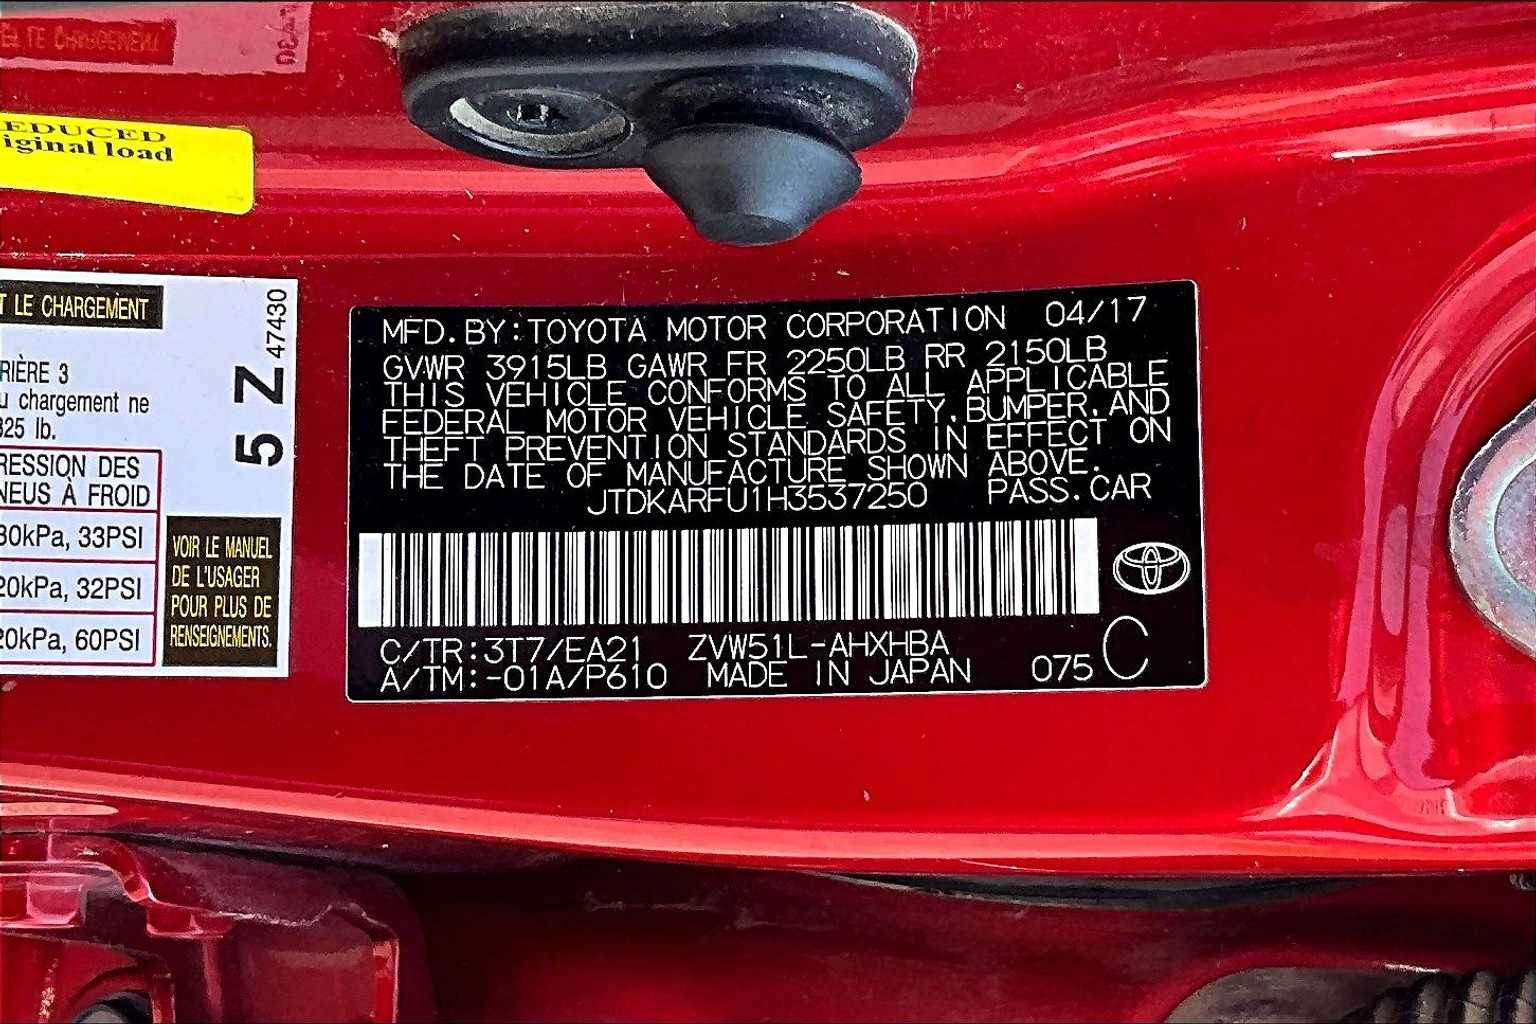 EDUCED
iginal load
T LE CHARGEMENT
5 Z 47430
RIÈRE 3
u chargement ne
325 lb.
RESSION DES
NEUS À FROID
30kPa, 33PSI
20kPa, 32PSI
20kPa, 60PSI
VOIR LE MANUEL
DE L'USAGER
POUR PLUS DE
RENSEIGNEMENTS.
MFD.BY:TOYOTA MOTOR CORPORATION 04/17
GVWR 3915LB GAWR FR 2250LB RR 2150LB
THIS VEHICLE CONFORMS TO ALL APPLICABLE
FEDERAL MOTOR VEHICLE SAFETY,BUMPER,AND
THEFT PREVENTION STANDARDS IN EFFECT ON
THE DATE OF MANUFACTURE SHOWN ABOVE.
JTDKARFU1H3537250 PASS.CAR
C/TR:3T7/EA21 ZVW51L-AHXHBA
A/TM:-01A/P610 MADE IN JAPAN 075 C